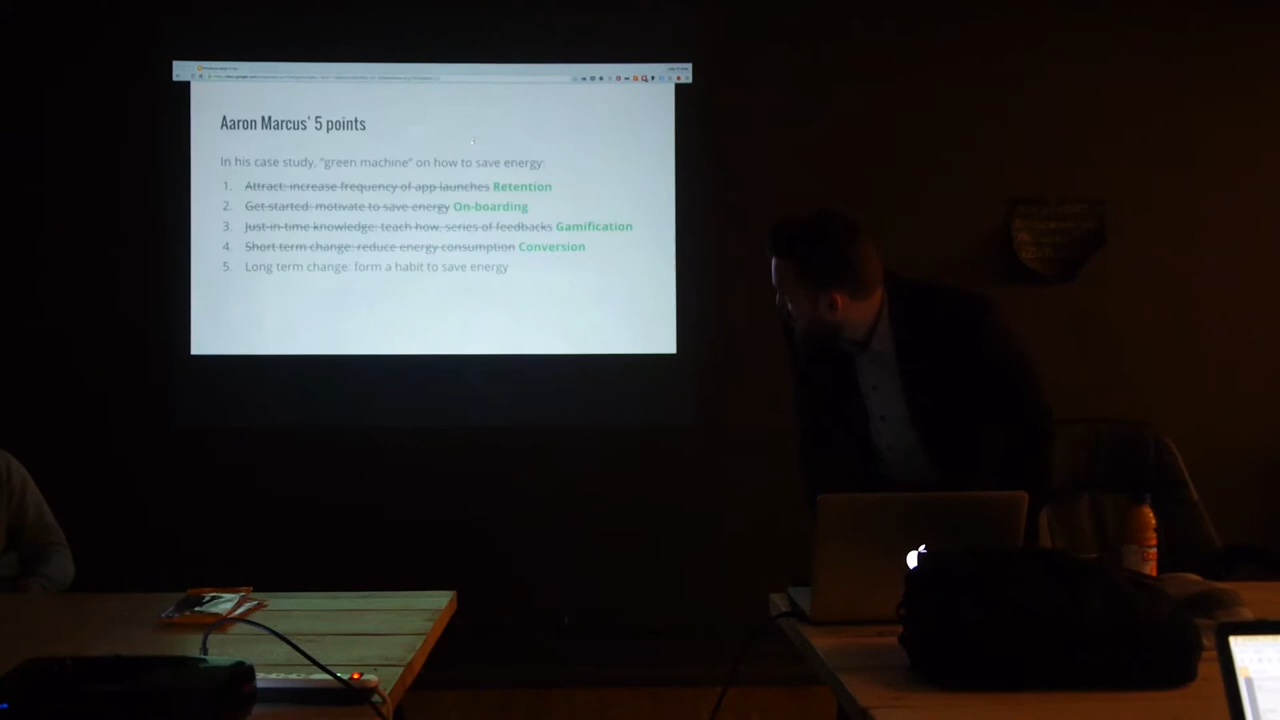 Aaron Marcus' 5 points
In his case study, "green machine" on how to save energy:
1. Attract: increase frequency of app launches Retention
2. Get started: motivate to save energy On-boarding
3. Just-in-time knowledge: teach how, series of feedbacks Gamification
4. Short term change: reduce energy consumption Conversion
5. Long term change: form a habit to save energy